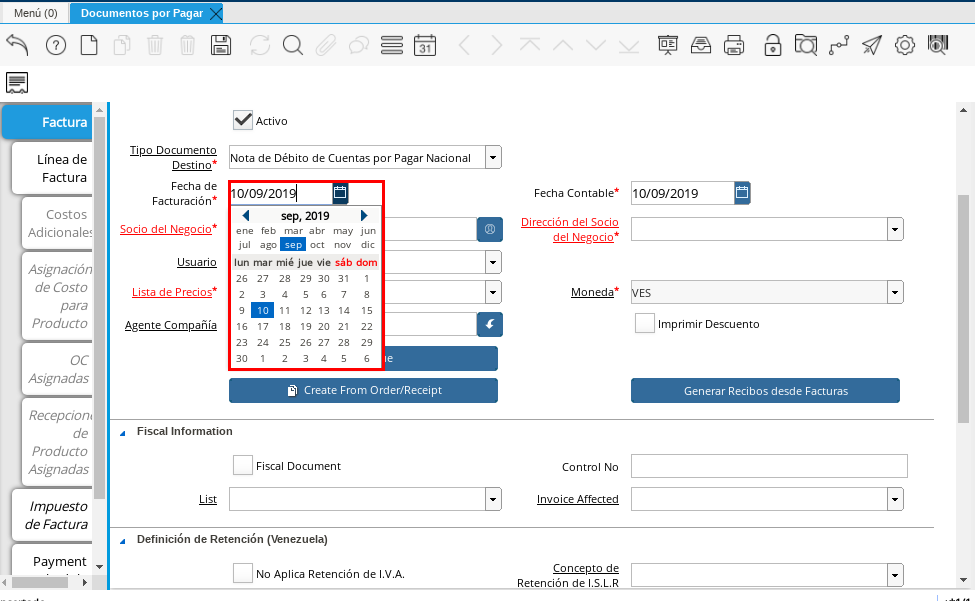 Menú (0)
Documentos por Pagar
31
Factura
Línea de
Factura
Costos
Adicionales
Asignación
de Costo
para
Producto
OC
Asignadas
Recepciones
de
Producto
Asignadas
Impuesto
de Factura
Payment
Activo
Tipo Documento
Destino*
Nota de Débito de Cuentas por Pagar Nacional
Fecha de
Facturación*
10/09/2019
Fecha Contable*
10/09/2019
sep, 2019
ene feb mar abr may jun
jul ago sep oct nov dic
lun mar mié jue vie sáb dom
26 27 28 29 30 31 1
2 3 4 5 6 7 8
9 10 11 12 13 14 15
16 17 18 19 20 21 22
23 24 25 26 27 28 29
30 1 2 3 4 5 6
Socio del Negocio*
Dirección del Socio
del Negocio*
Usuario
Lista de Precios*
Moneda*
VES
Agente Compañía
Imprimir Descuento
Create From Order/Receipt
Generar Recibos desde Facturas
Fiscal Information
Fiscal Document
Control No
List
Invoice Affected
Definición de Retención (Venezuela)
No Aplica Retención de I.V.A.
Concepto de
Retención de I.S.L.R